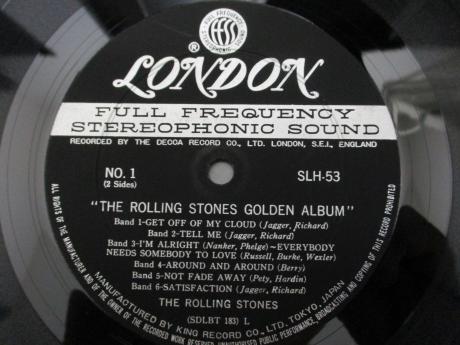 FULL FREQUENCY
ffss
STEREOPHONIC SOUND
®
LONDON
FULL FREQUENCY
STEREOPHONIC SOUND
RECORDED BY THE DECCA RECORD CO., LTD. LONDON, S.E.I., ENGLAND
NO. 1
(2 Sides)
SLH-53
"THE ROLLING STONES GOLDEN ALBUM"
Band 1-GET OFF OF MY CLOUD (Jagger, Richard)
Band 2-TELL ME (Jagger, Richard)
Band 3-I'M ALRIGHT (Nanker, Phelge)~EVERYBODY
NEEDS SOMEBODY TO LOVE (Russell, Burke, Wexler)
Band 4-AROUND AND AROUND (Berry)
Band 5-NOT FADE AWAY (Pety, Hordin)
Band 6-SATISFACTION (Jagger, Richard)
THE ROLLING STONES
(SDLBT 183) L
MANUFACTURED BY KING RECORD CO., LTD. TOKYO, JAPAN
ALL RIGHTS OF THE MANUFACTURER AND OF THE OWNER OF THE RECORDED WORK RESERVED UNAUTHORISED PUBLIC PERFORMANCE, BROADCASTING AND COPYING OF THIS RECORD PROHIBITED